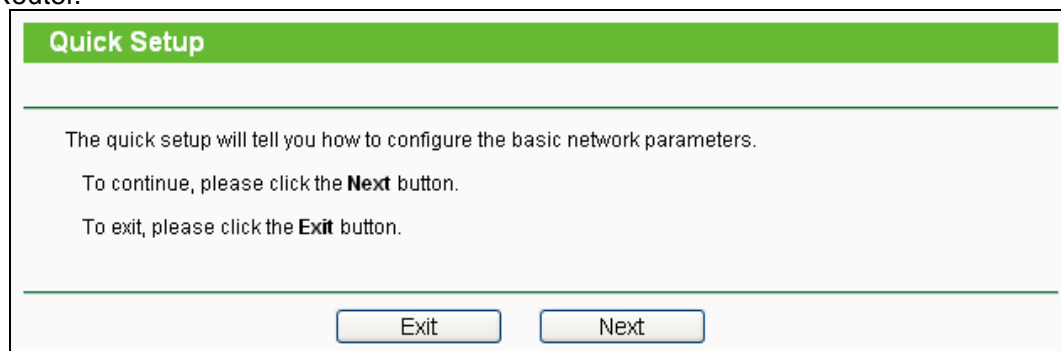 Router.
Quick Setup
The quick setup will tell you how to configure the basic network parameters.
To continue, please click the Next button.
To exit, please click the Exit button.
Exit Next